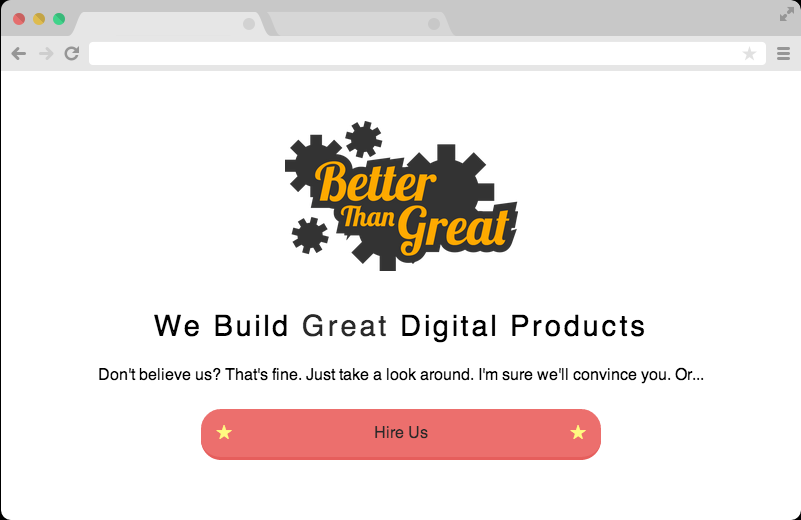 Better
Than Great
We Build Great Digital Products
Don't believe us? That's fine. Just take a look around. I'm sure we'll convince you. Or...
Hire Us